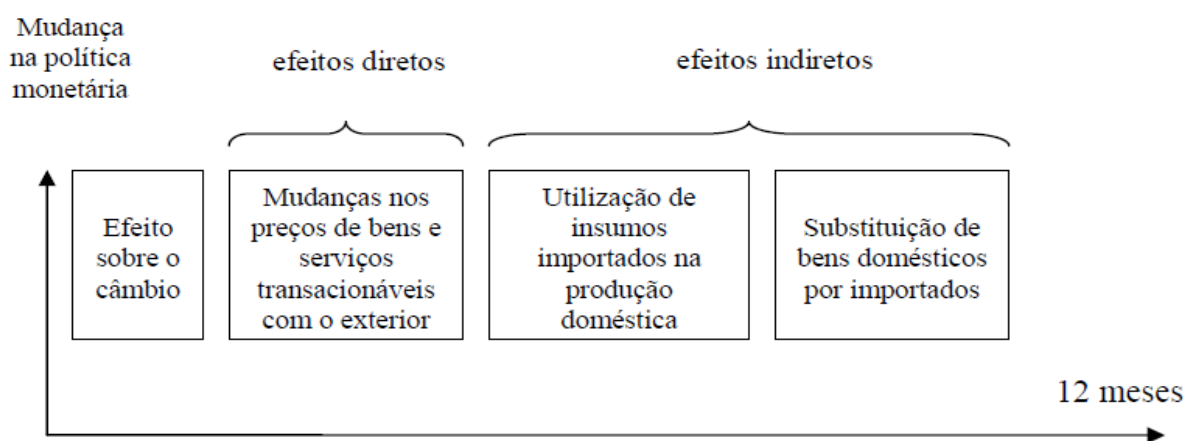 Mudança
na política
monetária
efeitos diretos
efeitos indiretos
Efeito
sobre o
câmbio
Mudanças nos
preços de bens e
serviços
transacionáveis
com o exterior
Utilização de
insumos
importados na
produção
doméstica
Substituição de
bens domésticos
por importados
12 meses